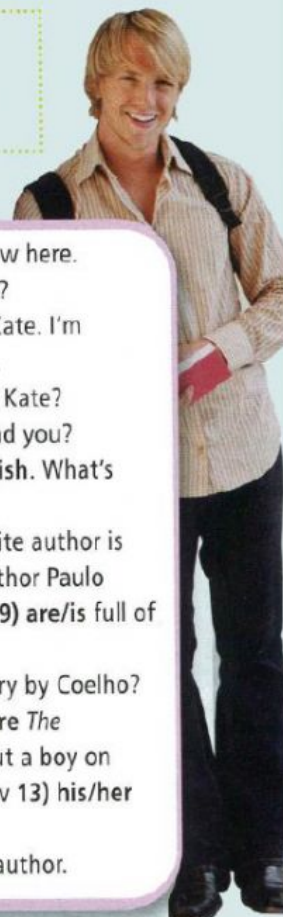 w here.
?
Kate. I'm
Kate?
nd you?
ish. What's
ite author is
thor Paulo
9) are/is full of
ry by Coelho?
re The
ut a boy on
v 13) his/her
author.